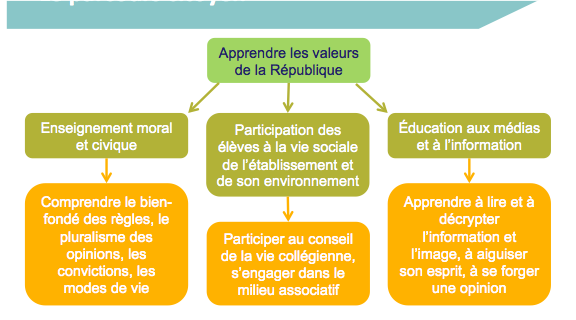 Apprendre les valeurs
de la République
Enseignement moral
et civique
Participation des
élèves à la vie sociale
de l'établissement et
de son environnement
Éducation aux médias
et à l'information
Comprendre le bien-
fondé des règles, le
pluralisme des
opinions, les
convictions, les
modes de vie
Participer au conseil
de la vie collégienne,
s'engager dans le
milieu associatif
Apprendre à lire et à
décrypter
l'information et
l'image, à aiguiser
son esprit, à se forger
une opinion